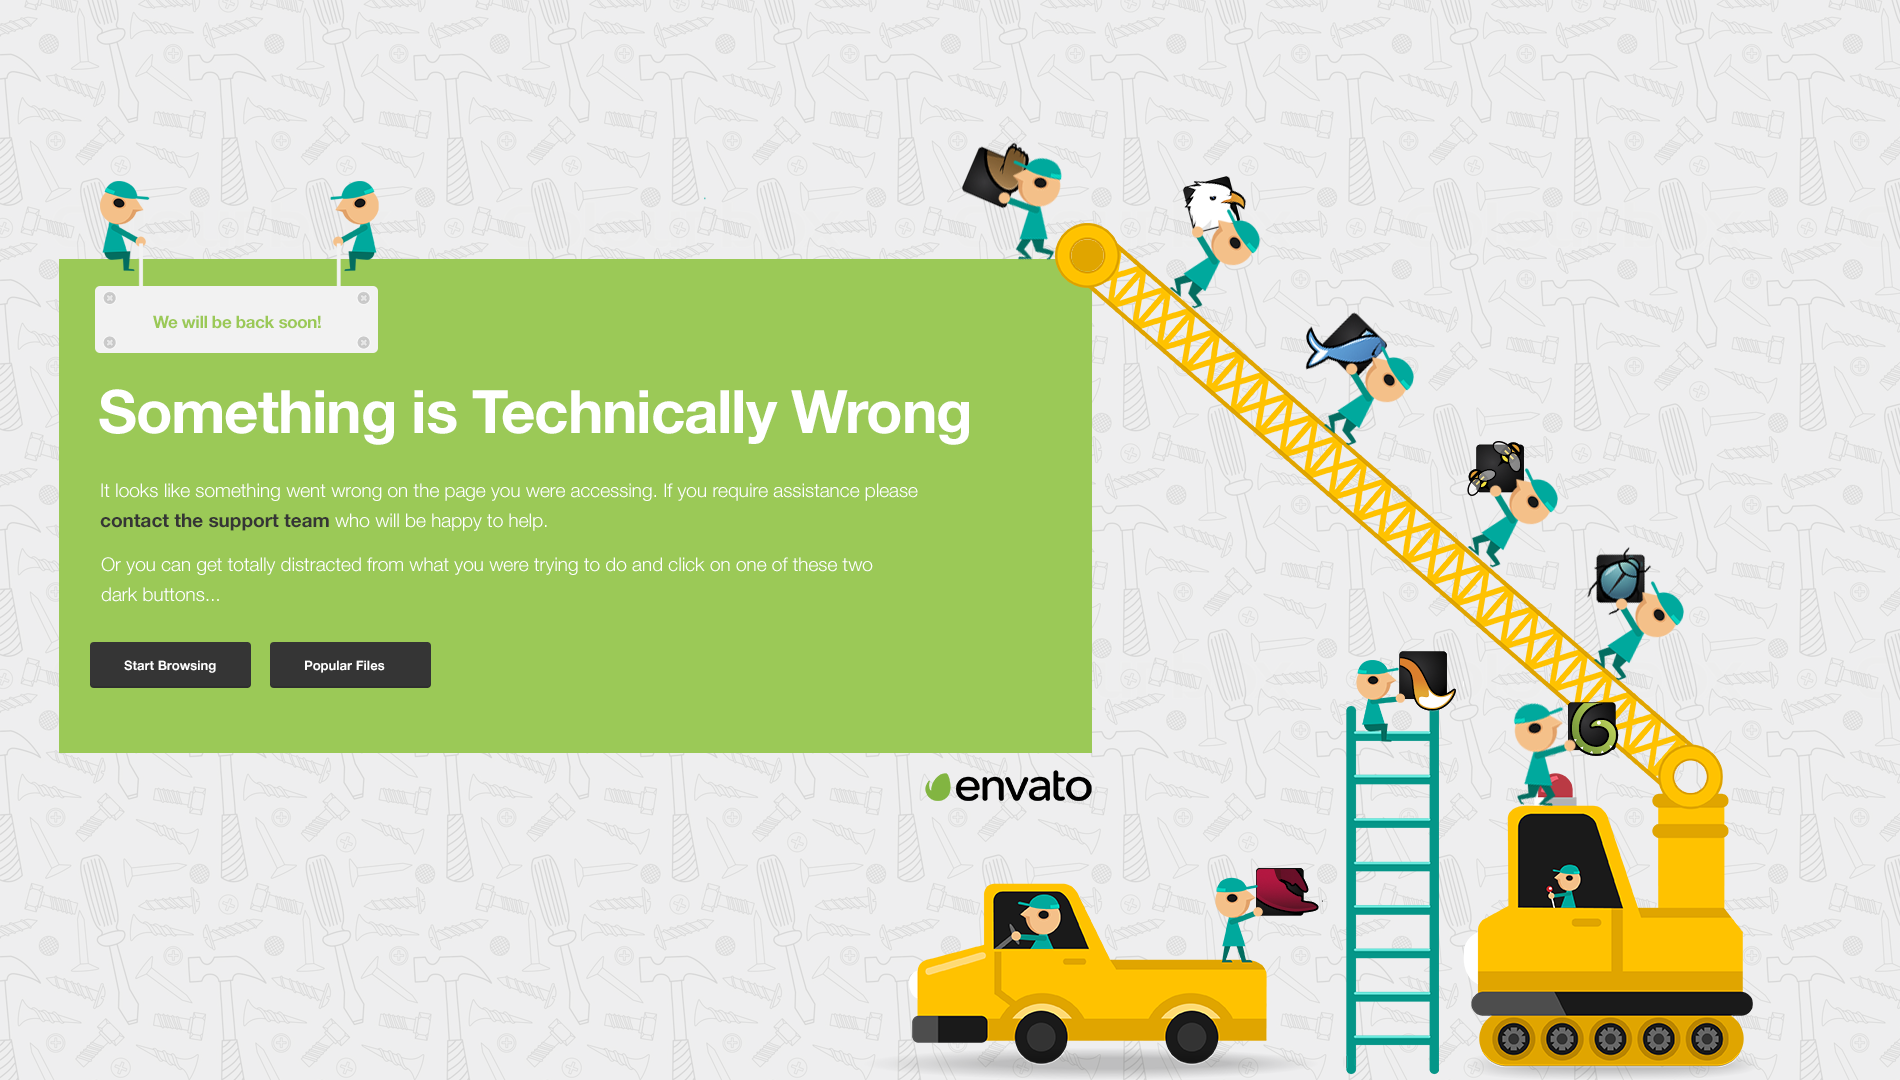 We will be back soon!
Something is Technically Wrong
It looks like something went wrong on the page you were accessing. If you require assistance please
contact the support team who will be happy to help.
Or you can get totally distracted from what you were trying to do and click on one of these two
dark buttons...
Start Browsing
Popular Files
envato